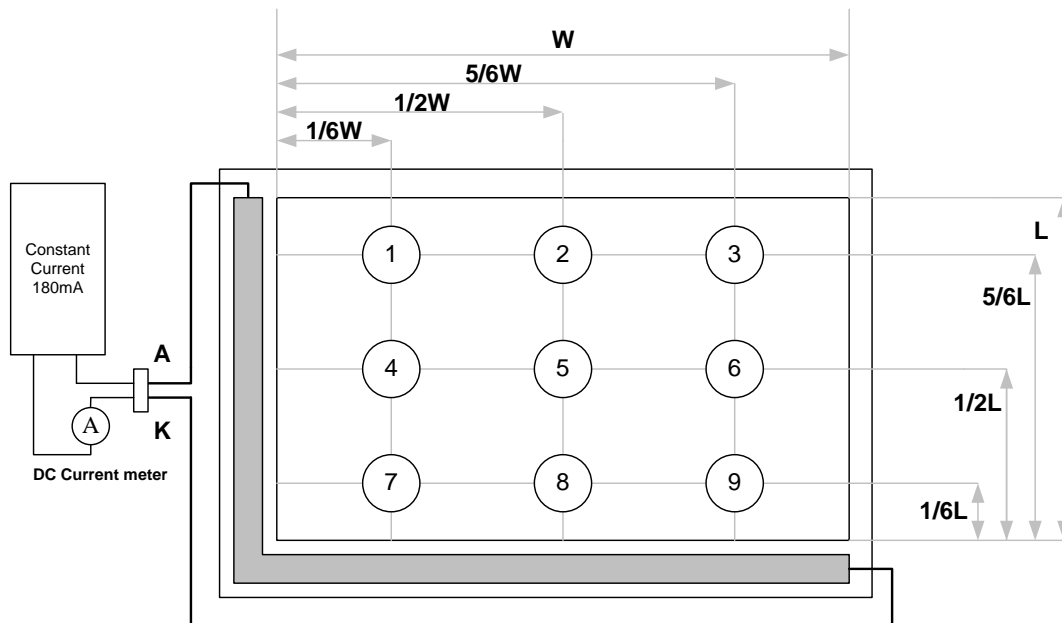 W
5/6W
1/2W
1/6W
L
5/6L
1/2L
1/6L
Constant
Current
180mA
A
K
A
DC Current meter
1
2
3
4
5
6
7
8
9